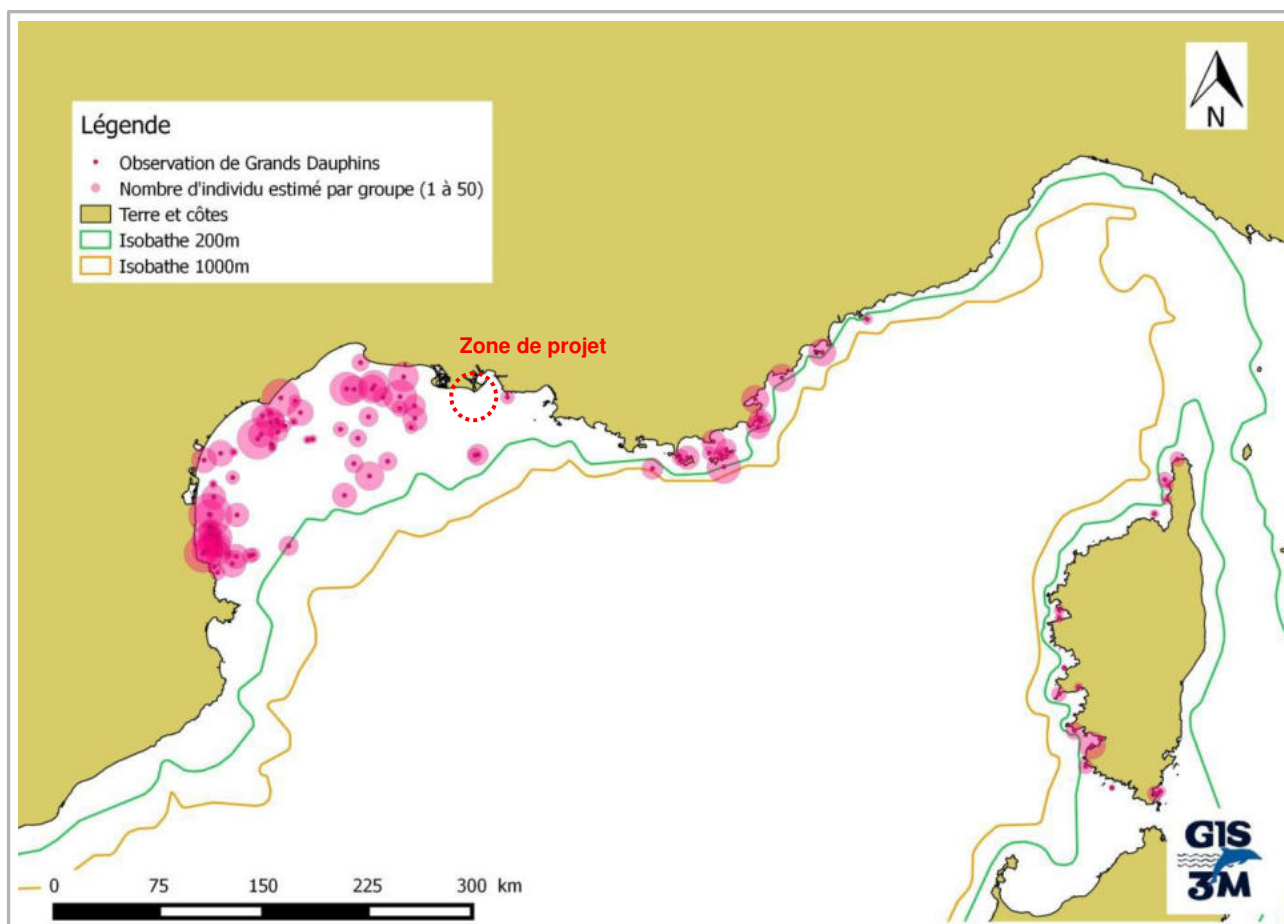 N
Légende
Observation de Grands Dauphins
Nombre d'individu estimé par groupe (1 à 50)
Terre et côtes
Isobathe 200m
Isobathe 1000m
Zone de projet
GIS
3M
0 75 150 225 300 km